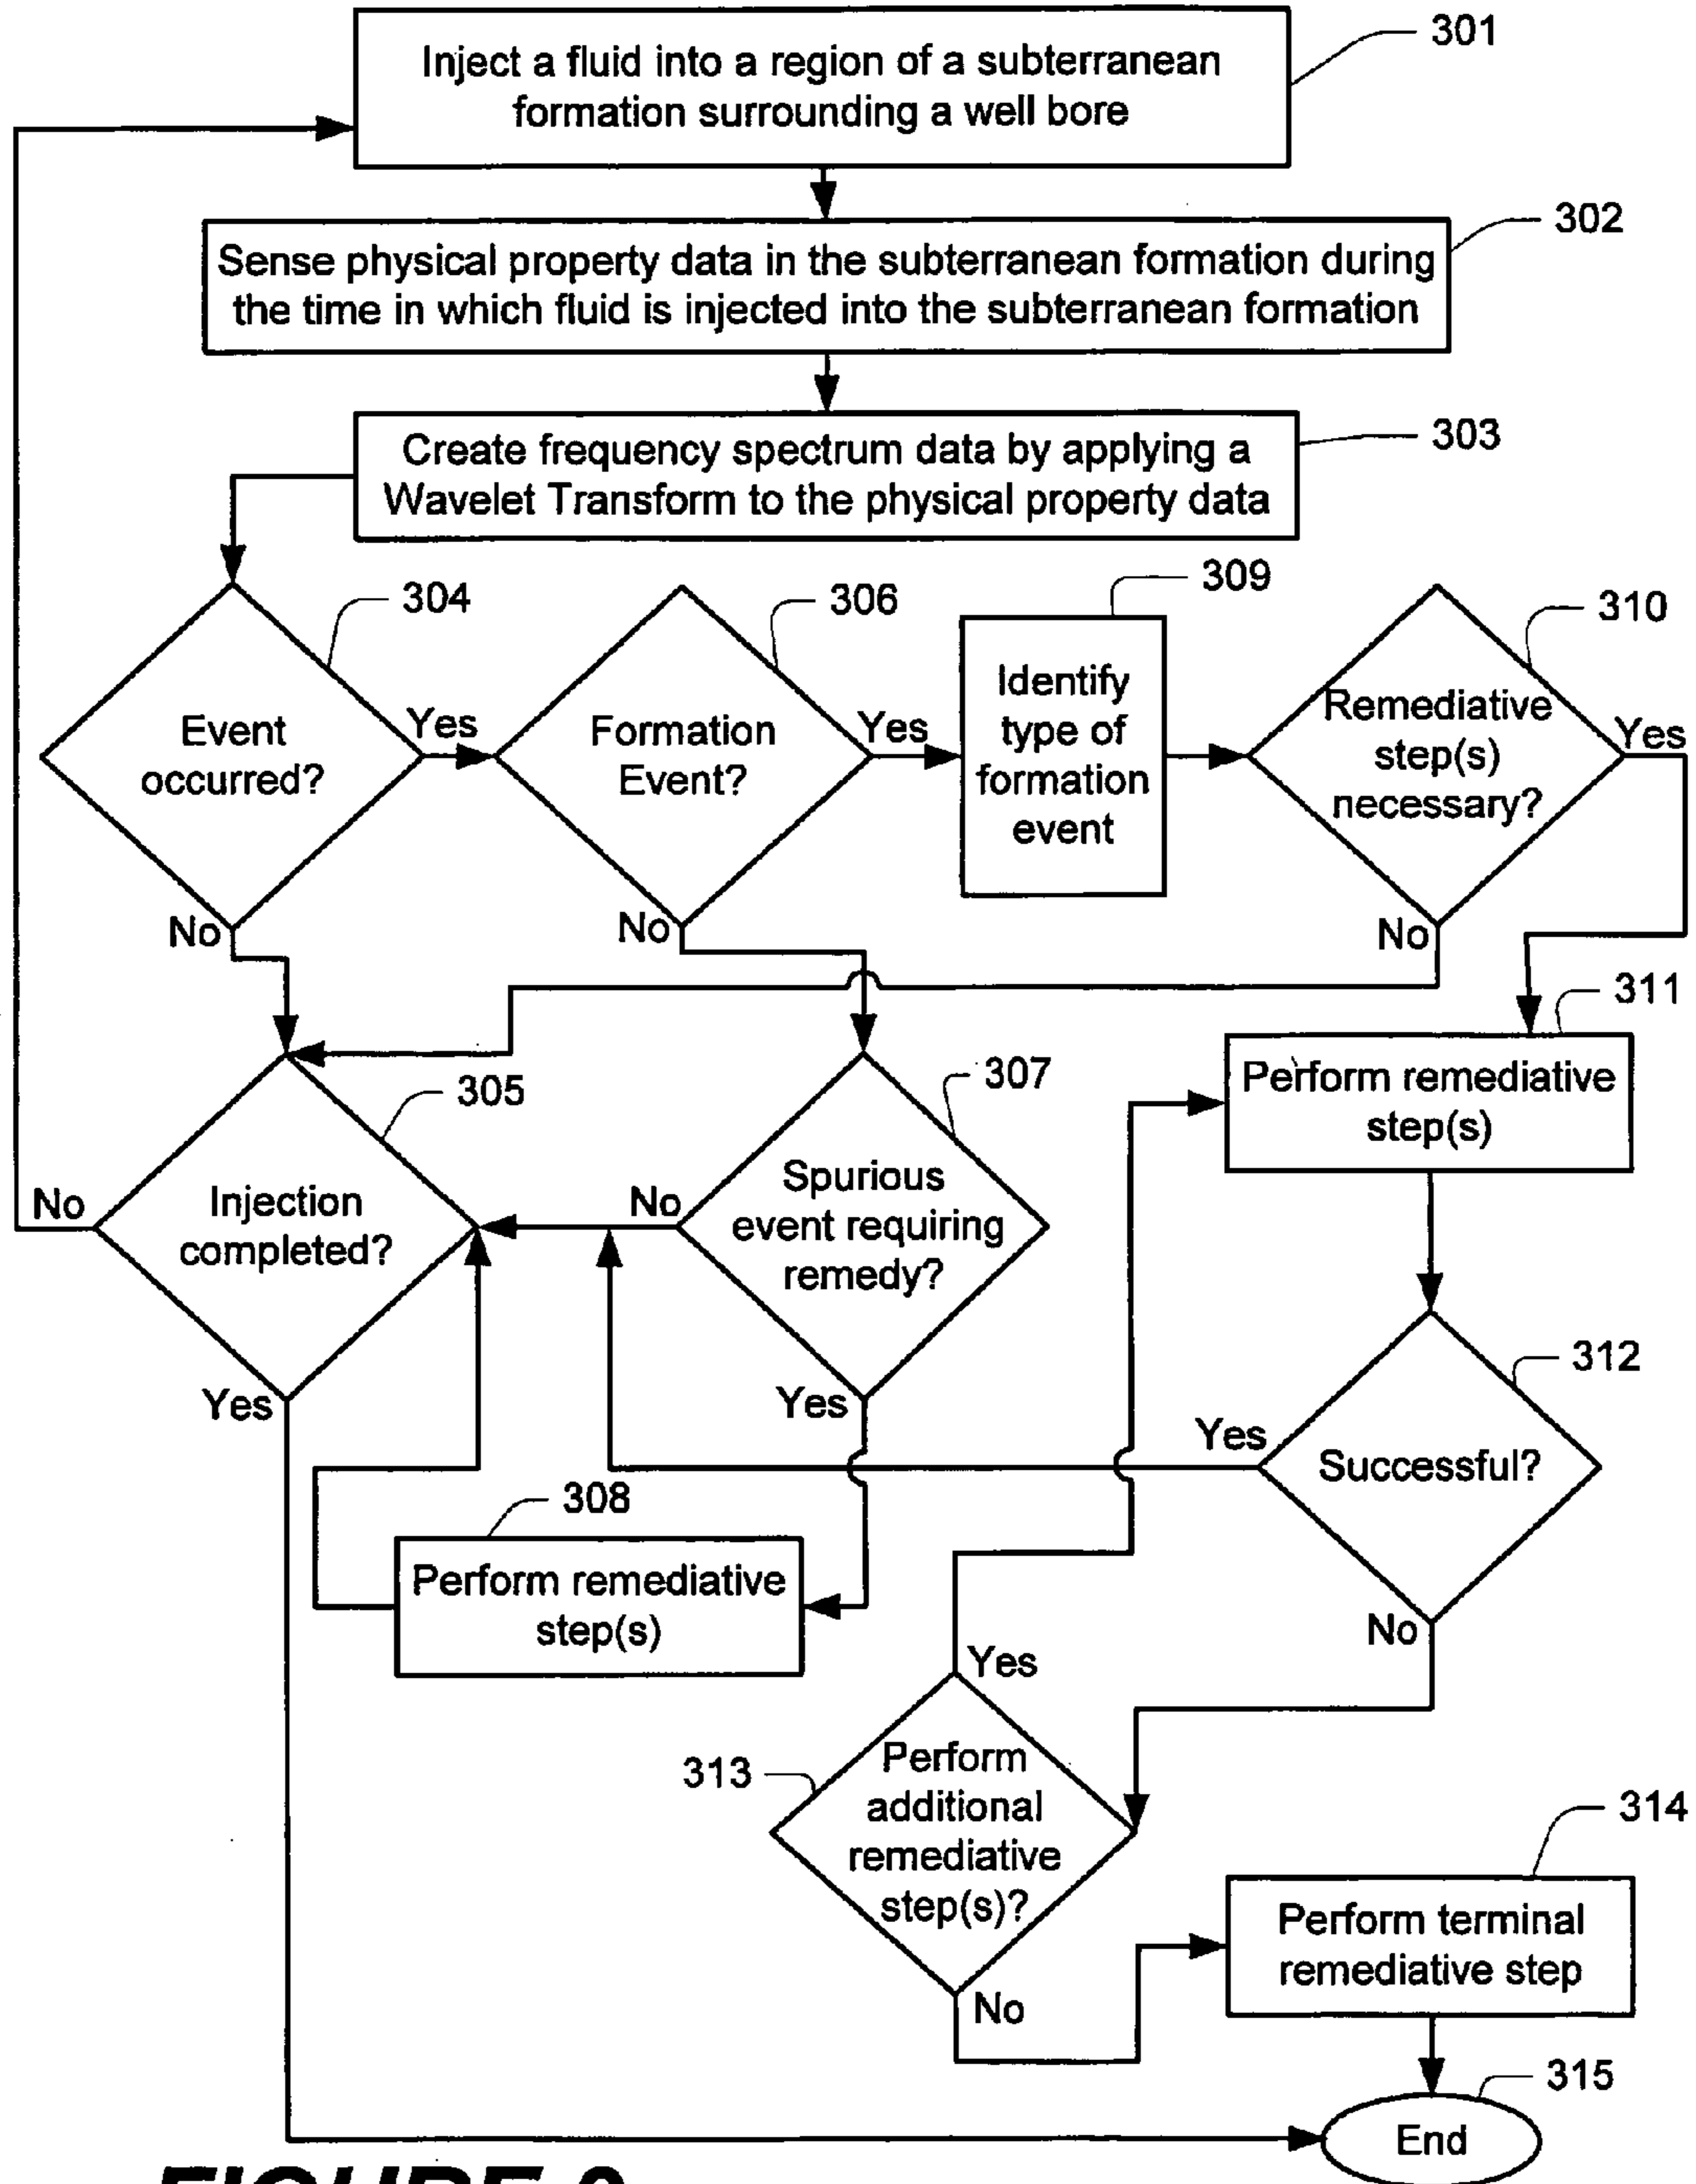 301
Inject a fluid into a region of a subterranean
formation surrounding a well bore
302
Sense physical property data in the subterranean formation during
the time in which fluid is injected into the subterranean formation
303
Create frequency spectrum data by applying a
Wavelet Transform to the physical property data
304
Event
occurred?
Yes
No
306
Formation
Event?
Yes
No
309
Identify
type of
formation
event
310
Remediative
step(s)
necessary?
Yes
No
305
Injection
completed?
No
Yes
307
Spurious
event requiring
remedy?
No
Yes
311
Perform remediative
step(s)
308
Perform remediative
step(s)
312
Successful?
Yes
No
313
Perform
additional
remediative
step(s)?
Yes
No
314
Perform terminal
remediative step
315
End